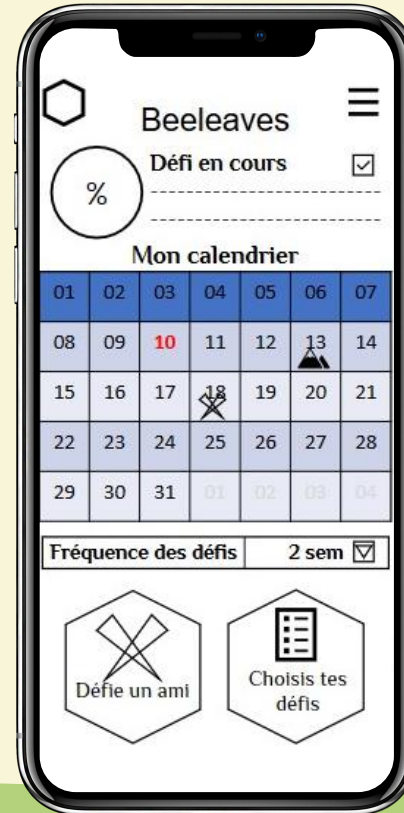 Beeleaves
Défi en cours
%
Mon calendrier
01 02 03 04 05 06 07
08 09 10 11 12 13 14
15 16 17 18 19 20 21
22 23 24 25 26 27 28
29 30 31 01 02 03 04
Fréquence des défis 2 sem
Défie un ami
Choisis tes
défis